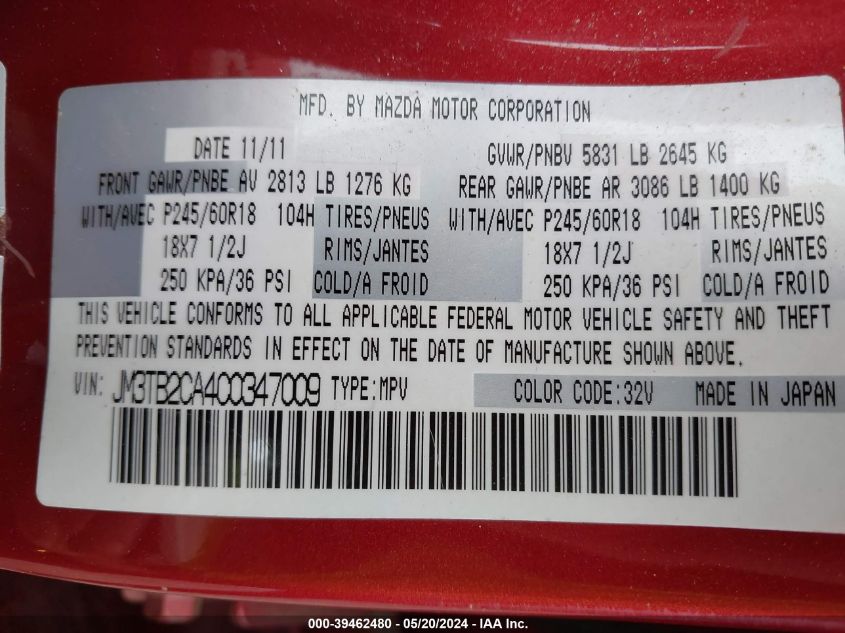 MFD. BY MAZDA MOTOR CORPORATION
DATE 11/11 GVWR/PNBV 5831 LB 2645 KG
FRONT GAWR/PNBE AV 2813 LB 1276 KG REAR GAWR/PNBE AR 3086 LB 1400 KG
WITH/AVEC P245/60R18 104H TIRES/PNEUS WITH/AVEC P245/60R18 104H TIRES/PNEUS
18X7 1/2J RIMS/JANTES 18X7 1/2J RIMS/JANTES
250 KPA/36 PSI COLD/A FROID 250 KPA/36 PSI COLD/A FROID
THIS VEHICLE CONFORMS TO ALL APPLICABLE FEDERAL MOTOR VEHICLE SAFETY AND THEFT
PREVENTION STANDARDS IN EFFECT ON THE DATE OF MANUFACTURE SHOWN ABOVE.
VIN: JM3TB2CA4C0347009 TYPE:MPV COLOR CODE:32V MADE IN JAPAN
000-39462480 - 05/20/2024 - IAA Inc.